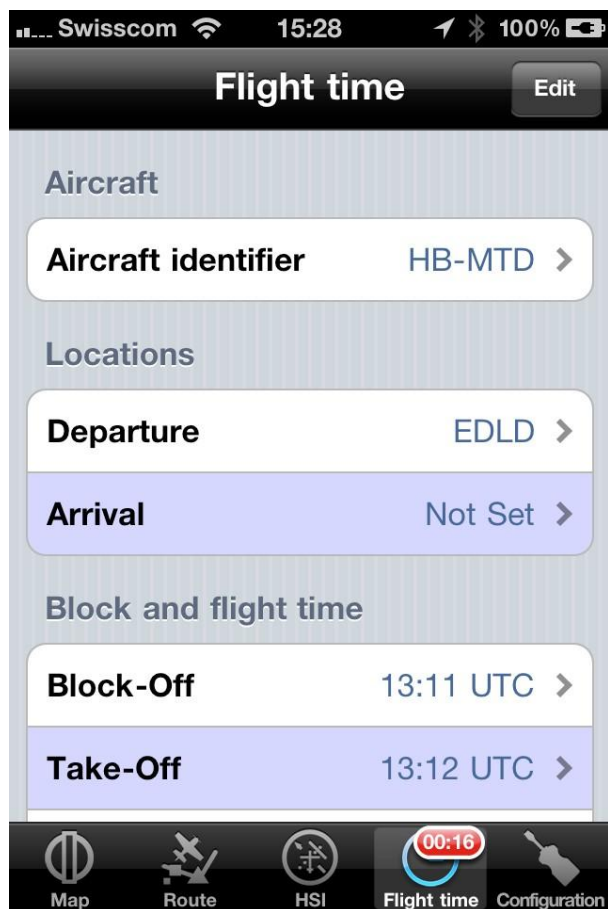 Swisscom 15:28 100%
Flight time Edit
Aircraft
Aircraft identifier HB-MTD
Locations
Departure EDLD
Arrival Not Set
Block and flight time
Block-Off 13:11 UTC
Take-Off 13:12 UTC
00:16
Map Route HSI Flight time Configuration